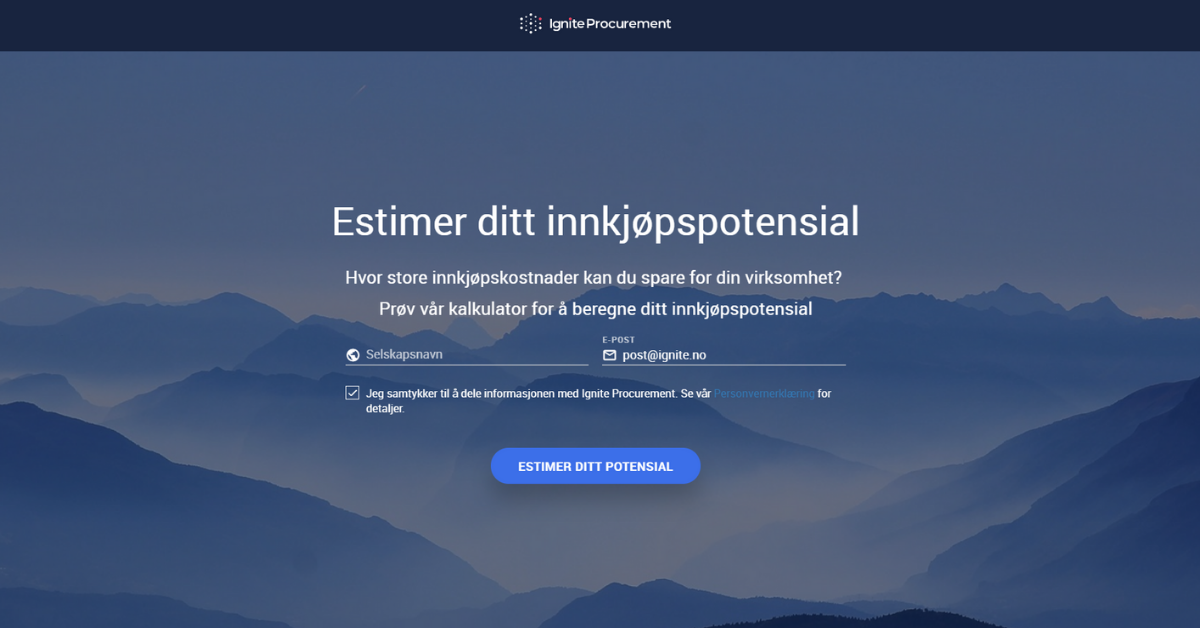 Ignite Procurement
Estimer ditt innkjøpspotensial
Hvor store innkjøpskostnader kan du spare for din virksomhet?
Prøv vår kalkulator for å beregne ditt innkjøpspotensial
Selskapsnavn
E-POST
post@ignite.no
Jeg samtykker til å dele informasjonen med Ignite Procurement. Se vår Personvernerklæring for
detaljer.
ESTIMER DITT POTENSIAL